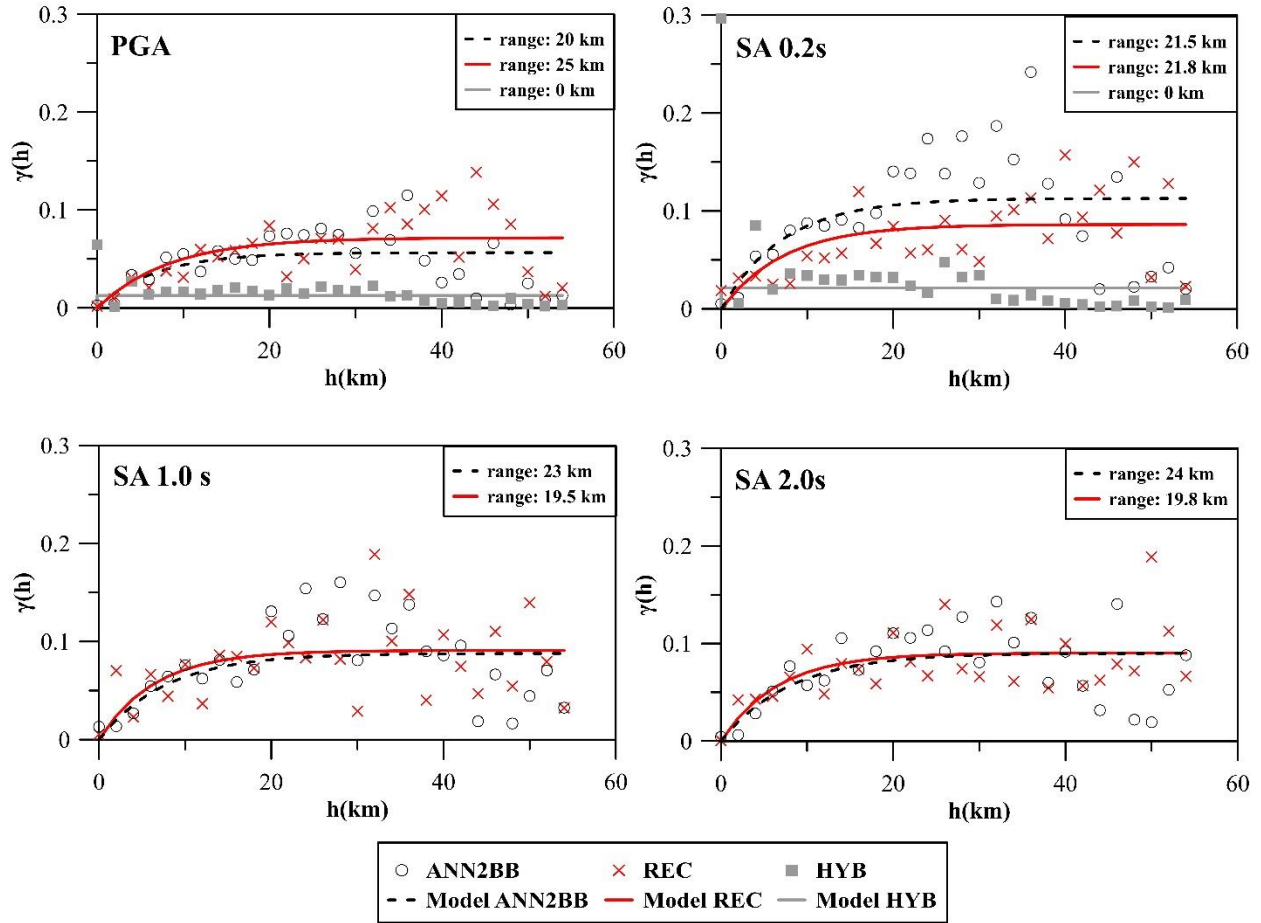 PGA
range: 20 km
range: 25 km
range: 0 km
0.3
0.2
0.1
0
γ(h)
0
20
40
60
h(km)
SA 0.2s
range: 21.5 km
range: 21.8 km
range: 0 km
0.3
0.2
0.1
0
γ(h)
0
20
40
60
h(km)
SA 1.0 s
range: 23 km
range: 19.5 km
0.3
0.2
0.1
0
γ(h)
0
20
40
60
h(km)
SA 2.0s
range: 24 km
range: 19.8 km
0.3
0.2
0.1
0
γ(h)
0
20
40
60
h(km)
ANN2BB REC HYB
Model ANN2BB Model REC Model HYB